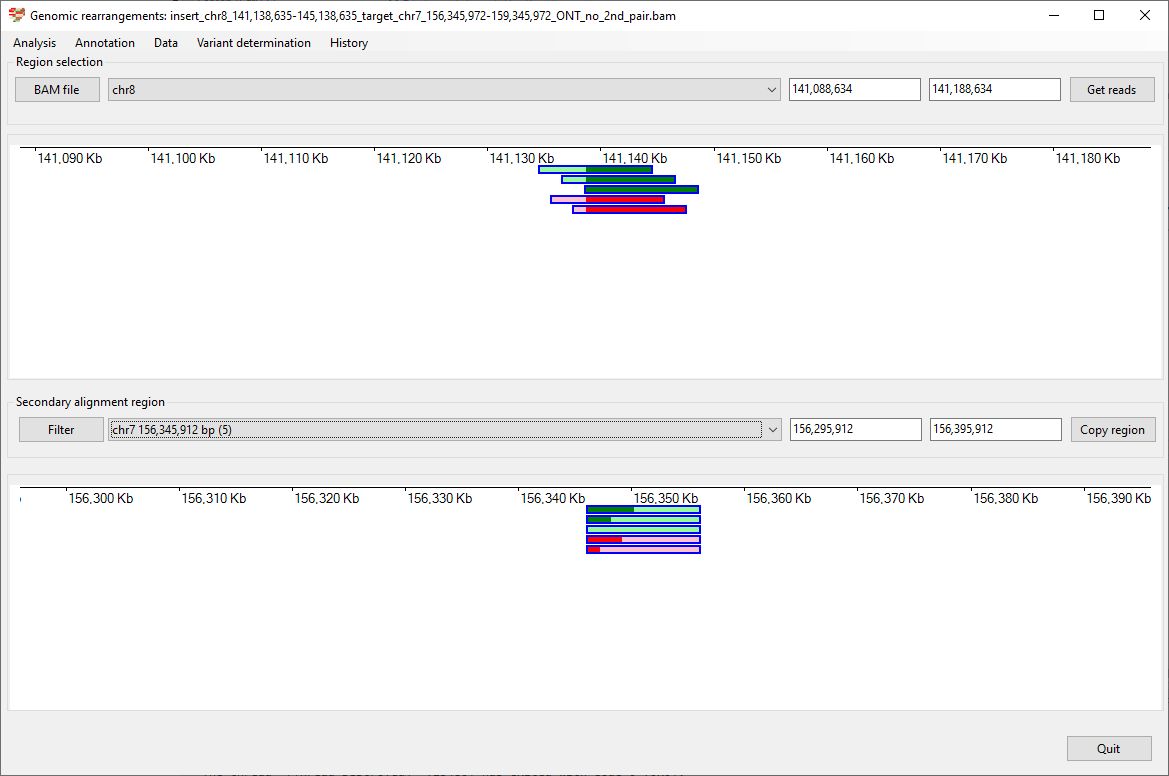 Genomic rearrangements: insert_chr8_141,138,635-145,138,635_target_chr7_156,345,972-159,345,972_ONT_no_2nd_pair.bam
Analysis Annotation Data Variant determination History
Region selection
BAM file chr8 141,088,634 141,188,634 Get reads
141,090 Kb 141,100 Kb 141,110 Kb 141,120 Kb 141,130 Kb 141,140 Kb 141,150 Kb 141,160 Kb 141,170 Kb 141,180 Kb
Secondary alignment region
Filter chr7 156,345,912 bp (5) 156,295,912 156,395,912 Copy region
156,300 Kb 156,310 Kb 156,320 Kb 156,330 Kb 156,340 Kb 156,350 Kb 156,360 Kb 156,370 Kb 156,380 Kb 156,390 Kb
Quit